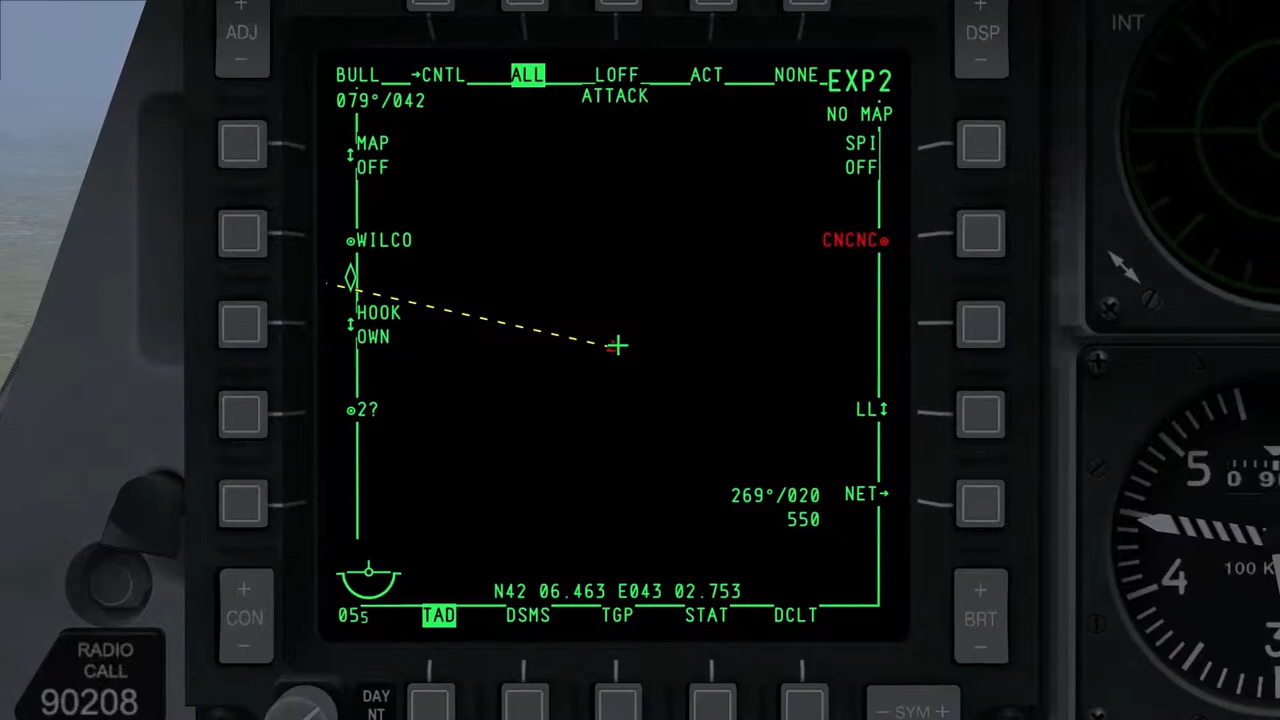 ADJ
DSP
INT
BULL →CNTL ALL LOFF ACT NONE EXP2
079°/042 ATTACK
NO MAP
MAP
OFF
SPI
OFF
WILCO
CNCNC
HOOK
OWN
2?
LL
269°/020 NET→
550
N42 06.463 E043 02.753
055 TAD DSMS TGP STAT DCLT
CON
BRT
RADIO
CALL
90208
DAY
NT
- SYM +
5
4
100 K